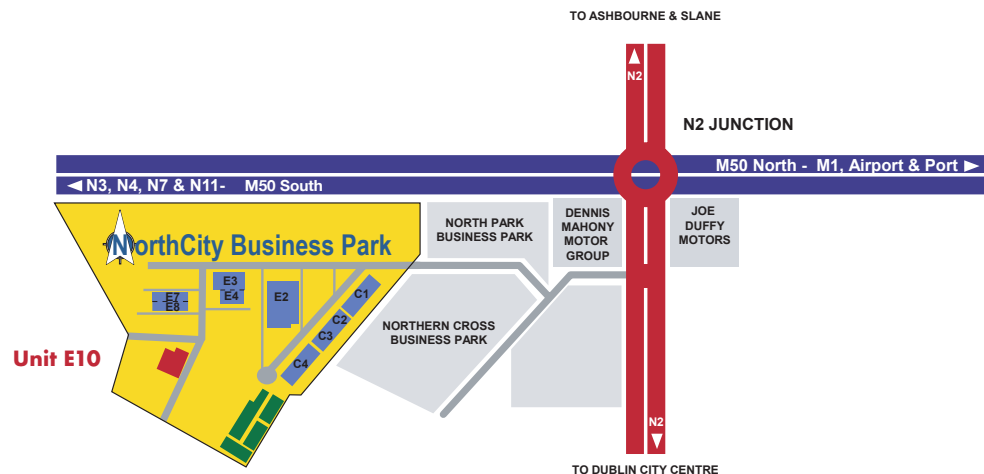 TO ASHBOURNE & SLANE
N2
N2 JUNCTION
M50 North - M1, Airport & Port
N3, N4, N7 & N11- M50 South
NORTH PARK
BUSINESS PARK
DENNIS
MAHONY
MOTOR
GROUP
JOE
DUFFY
MOTORS
NorthCity Business Park
E3
E4
E7
E8
E2
C1
C2
C3
C4
NORTHERN CROSS
BUSINESS PARK
Unit E10
N2
TO DUBLIN CITY CENTRE